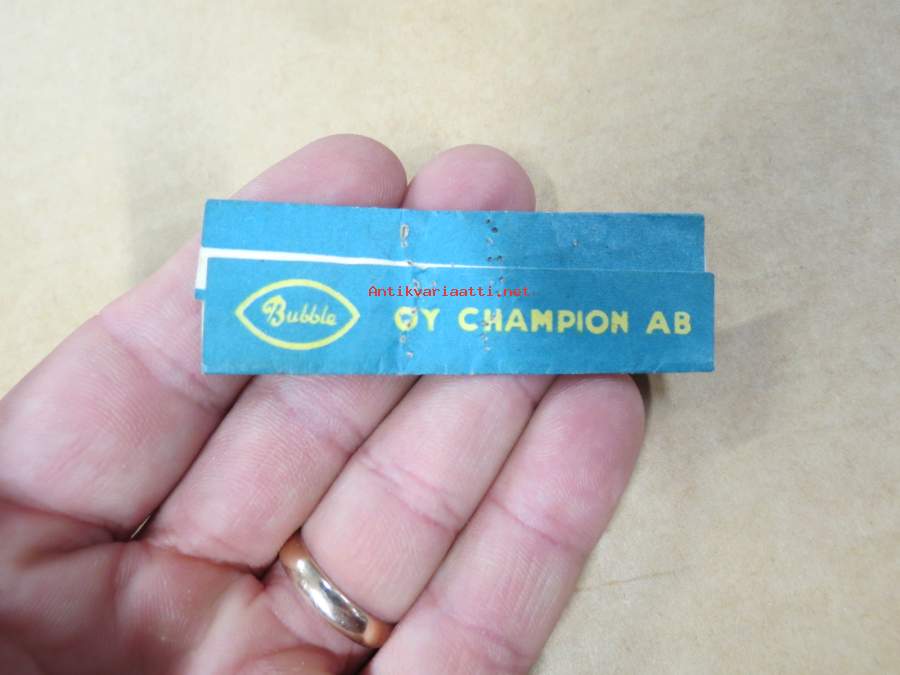 Antikvariaatti.net
Bubble OY CHAMPION AB